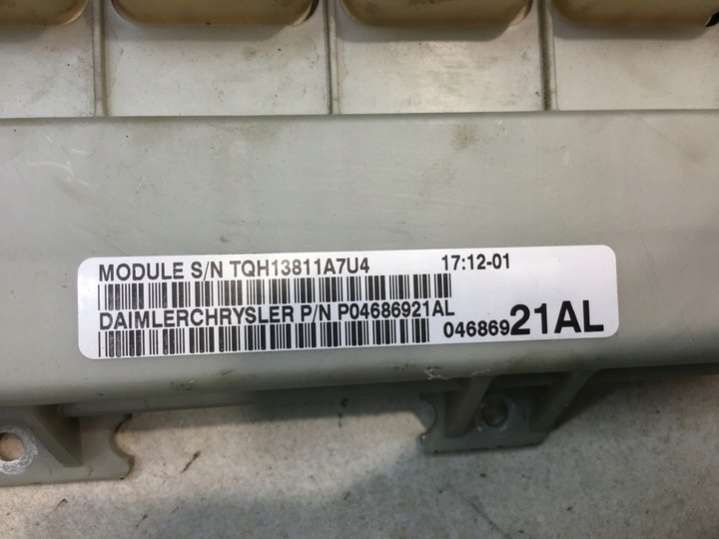 MODULE S/N TQH13811A7U4 17:12-01
DAIMLERCHRYSLER P/N P04686921AL
04686921AL